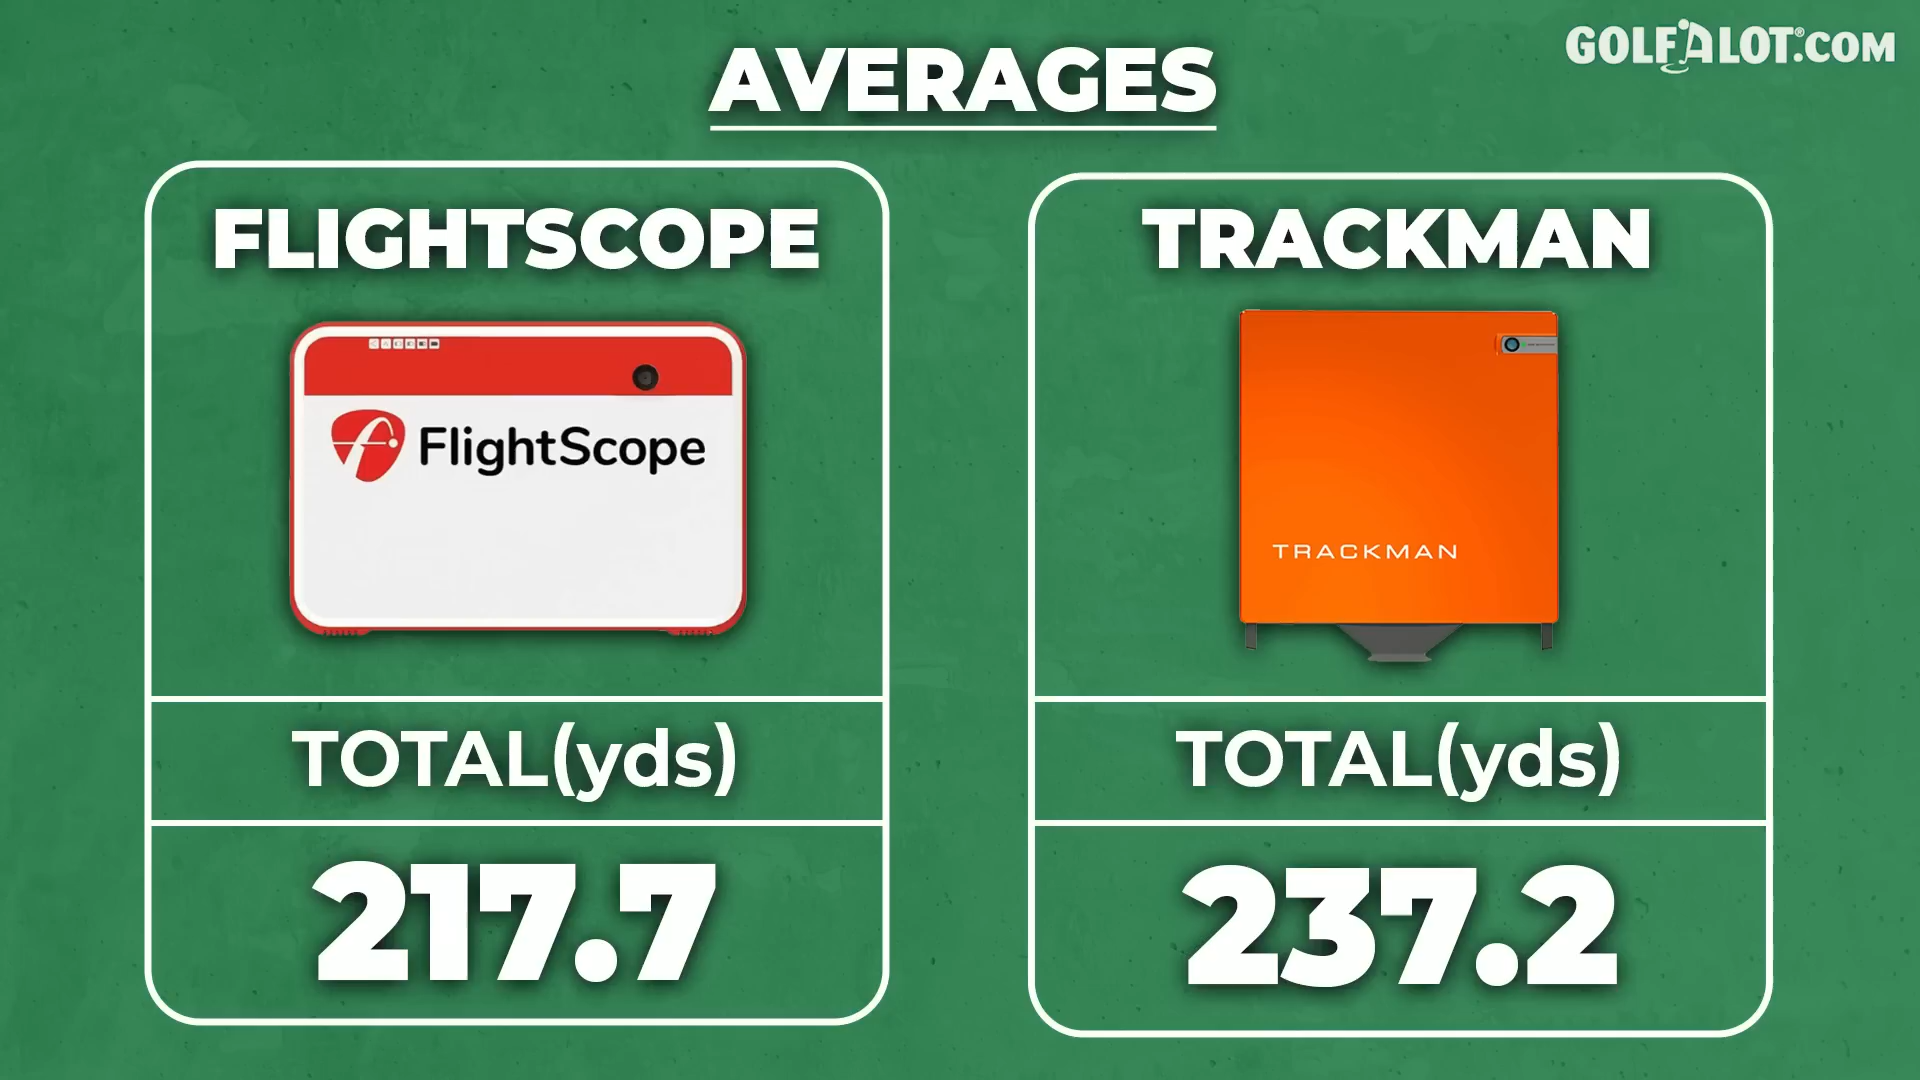 GOLFALOT®.COM
AVERAGES
FLIGHTSCOPE
FlightScope
TOTAL(yds)
217.7
TRACKMAN
TRACKMAN
TOTAL(yds)
237.2